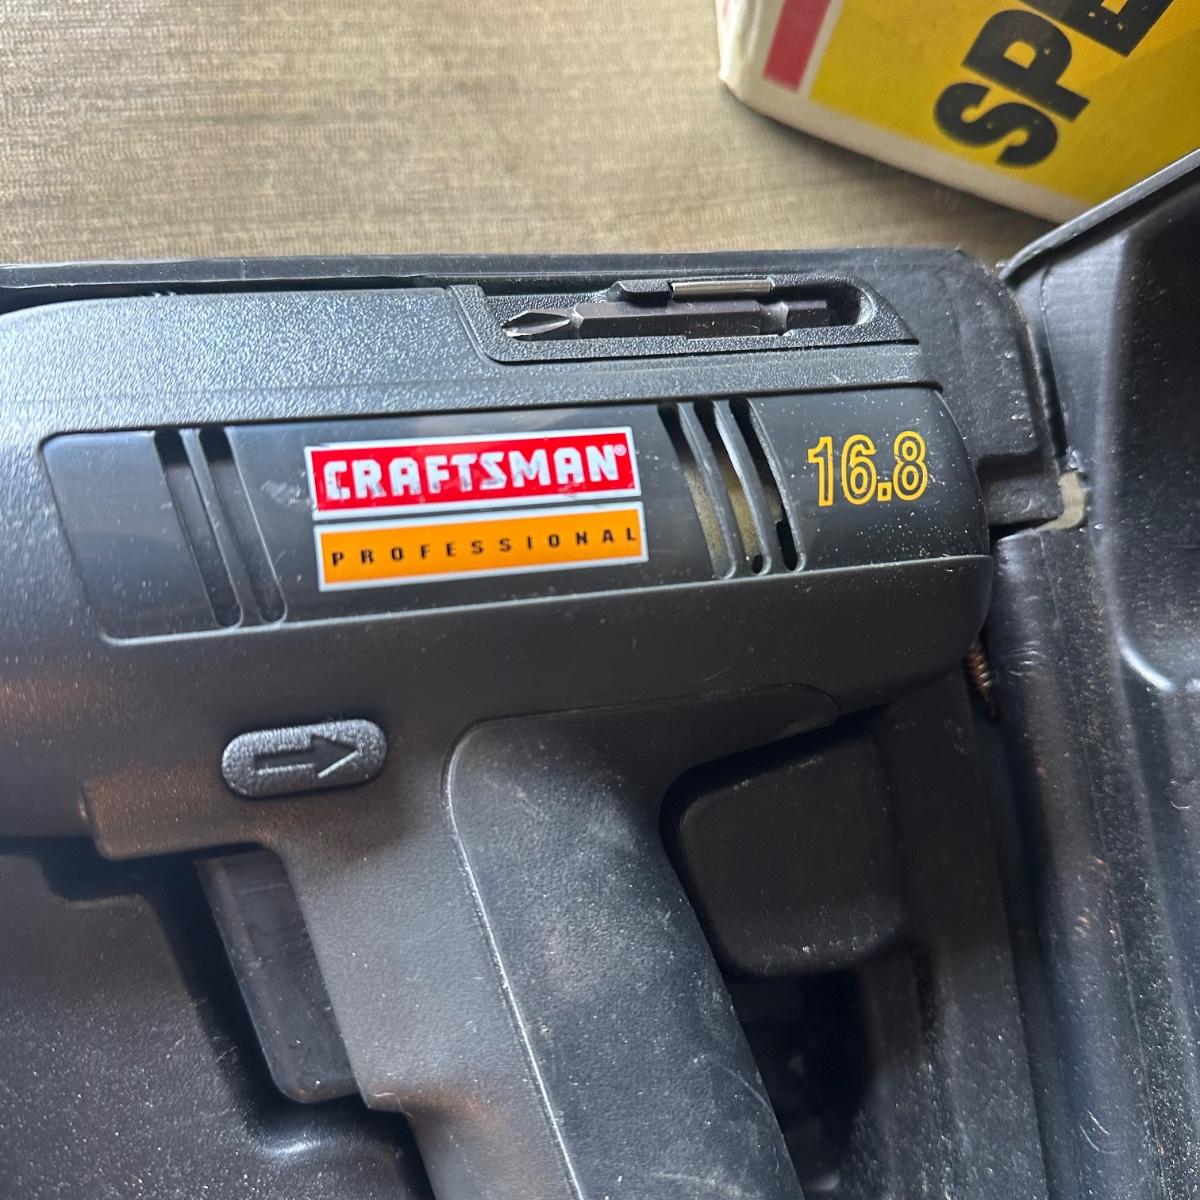 SPE
CRAFTSMAN®
PROFESSIONAL
16.8